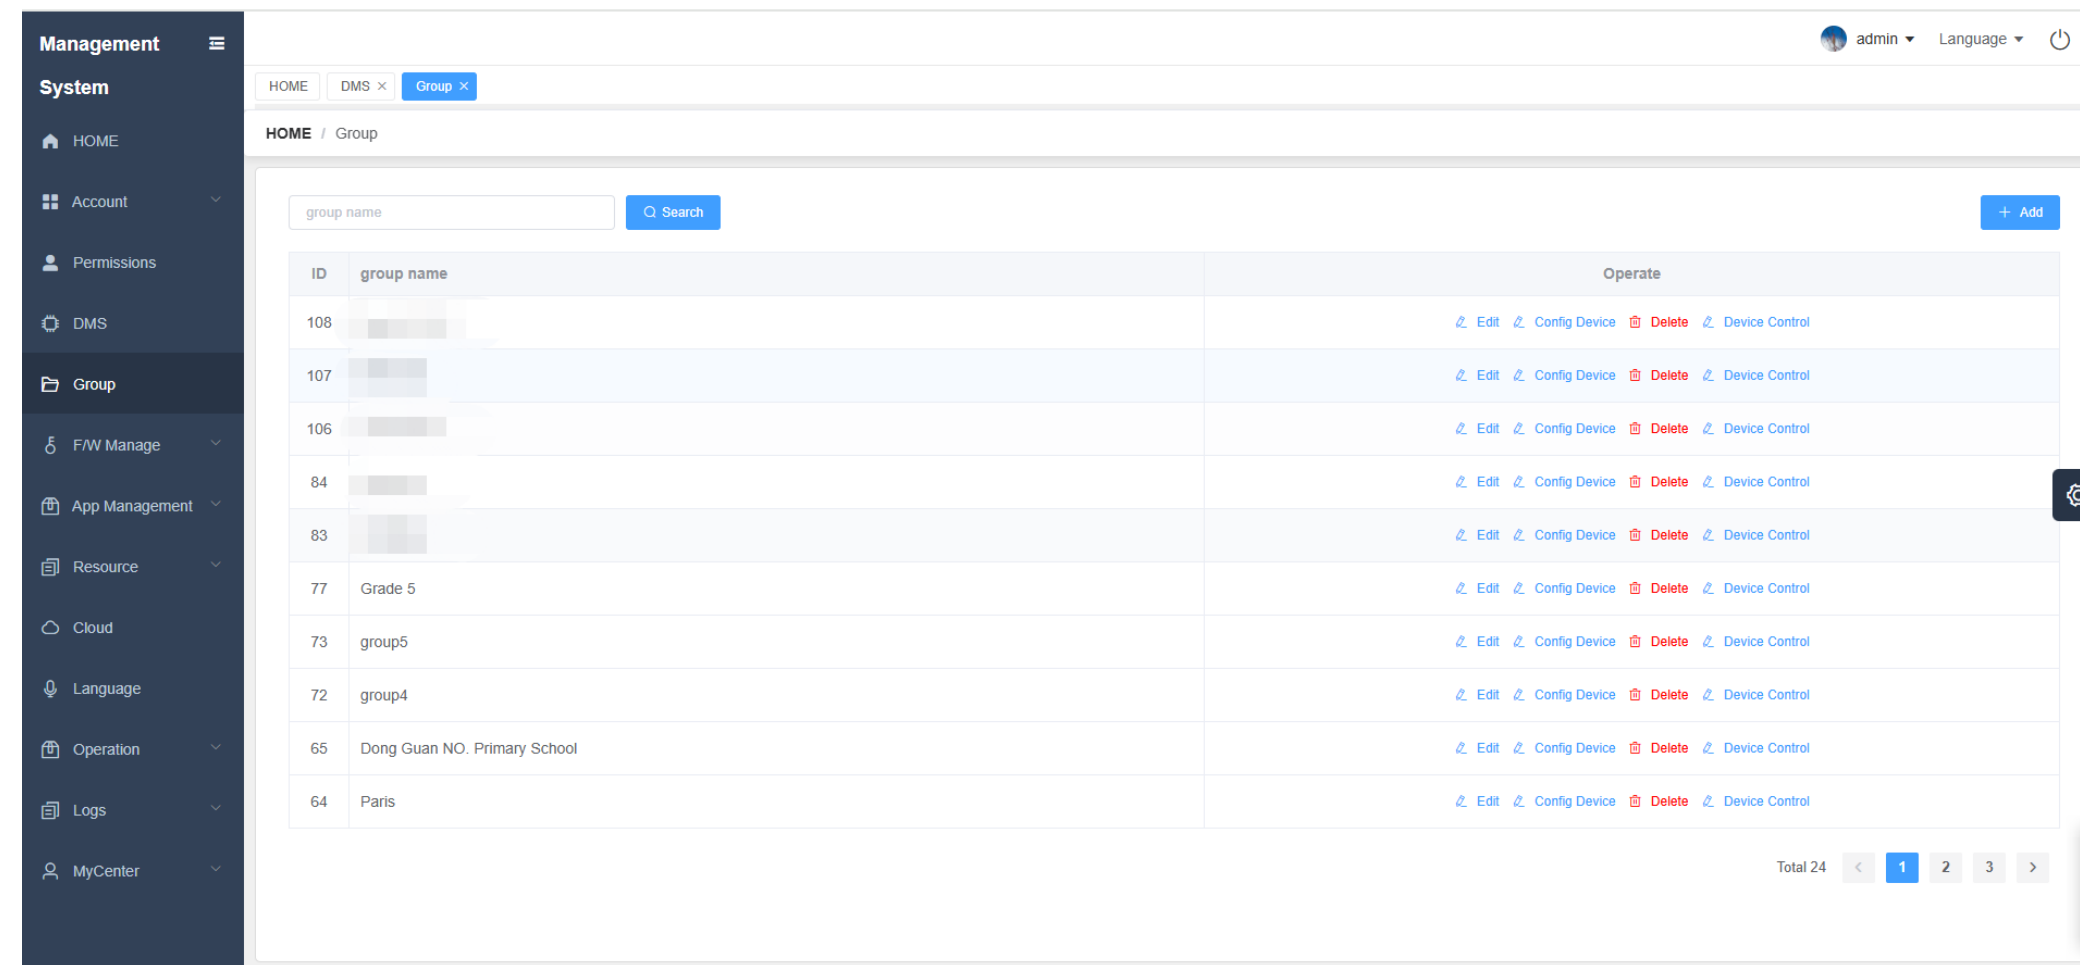 Management
System
admin
Language
HOME
DMS
Group
HOME / Group
HOME
Account
Permissions
DMS
Group
F/W Manage
App Management
Resource
Cloud
Language
Operation
Logs
MyCenter
group name
Search
+ Add
ID group name Operate
108 Edit Config Device Delete Device Control
107 Edit Config Device Delete Device Control
106 Edit Config Device Delete Device Control
84 Edit Config Device Delete Device Control
83 Edit Config Device Delete Device Control
77 Grade 5 Edit Config Device Delete Device Control
73 group5 Edit Config Device Delete Device Control
72 group4 Edit Config Device Delete Device Control
65 Dong Guan NO. Primary School Edit Config Device Delete Device Control
64 Paris Edit Config Device Delete Device Control
Total 24 < 1 2 3 >